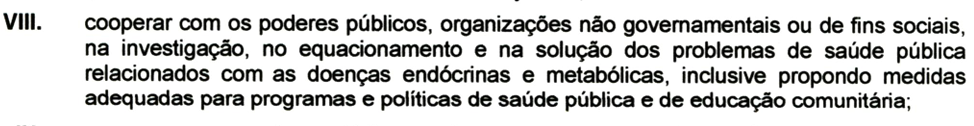 VIII. cooperar com os poderes públicos, organizações não governamentais ou de fins sociais,
na investigação, no equacionamento e na solução dos problemas de saúde pública
relacionados com as doenças endócrinas e metabólicas, inclusive propondo medidas
adequadas para programas e políticas de saúde pública e de educação comunitária;